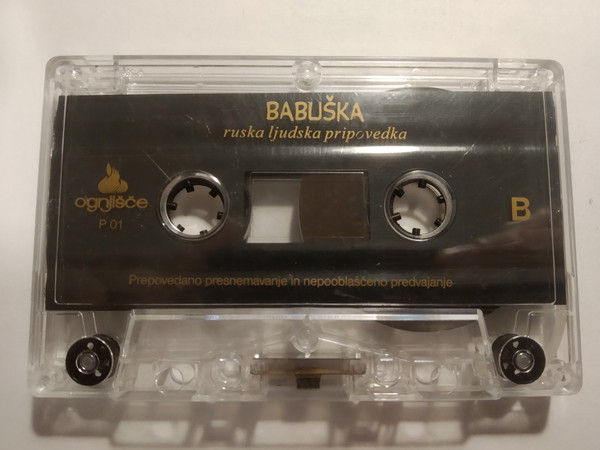 BABUŠKA
ruska ljudska pripovedka
ognjišče
P 01
B
Prepovedano presnemavanje in nepooblaščeno predvajanje